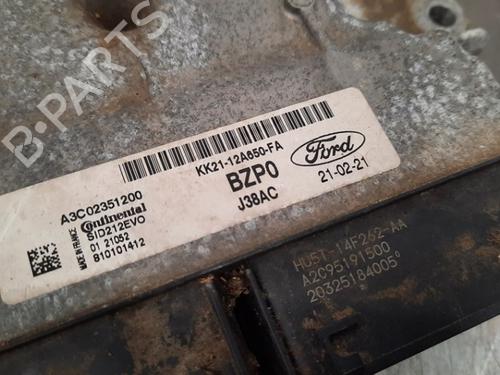 B-PARTS
KK21-12A650-FA
BZPO
J38AC
Ford
21-02-21
A3C02351200
Continental
MADE IN FRANCE
SID212EVO
01 21052
810101412
HU5T-14F262-AA
A2C95191500
20325184005